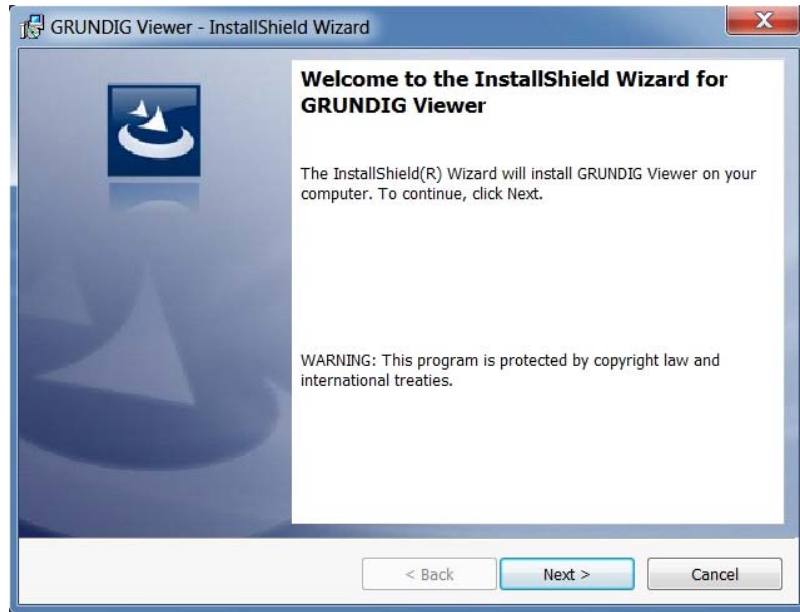 GRUNDIG Viewer - InstallShield Wizard
X
Welcome to the InstallShield Wizard for
GRUNDIG Viewer
The InstallShield(R) Wizard will install GRUNDIG Viewer on your
computer. To continue, click Next.
WARNING: This program is protected by copyright law and
international treaties.
< Back
Next >
Cancel